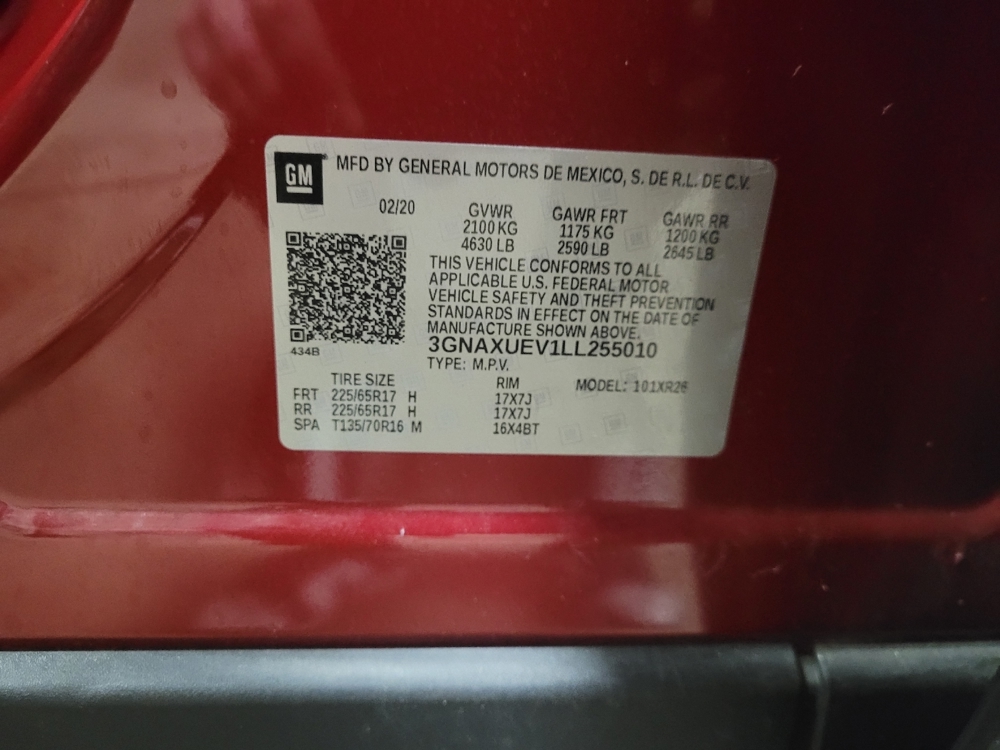 GM
MFD BY GENERAL MOTORS DE MEXICO, S. DE R.L. DE C.V.
02/20 GVWR GAWR FRT GAWR RR
2100 KG 1175 KG 1200 KG
4630 LB 2590 LB 2645 LB
THIS VEHICLE CONFORMS TO ALL
APPLICABLE U.S. FEDERAL MOTOR
VEHICLE SAFETY AND THEFT PREVENTION
STANDARDS IN EFFECT ON THE DATE OF
MANUFACTURE SHOWN ABOVE.
434B
3GNAXUEV1LL255010
TYPE: M.P.V.
TIRE SIZE RIM MODEL: 101XR26
FRT 225/65R17 H 17X7J
RR 225/65R17 H 17X7J
SPA T135/70R16 M 16X4BT